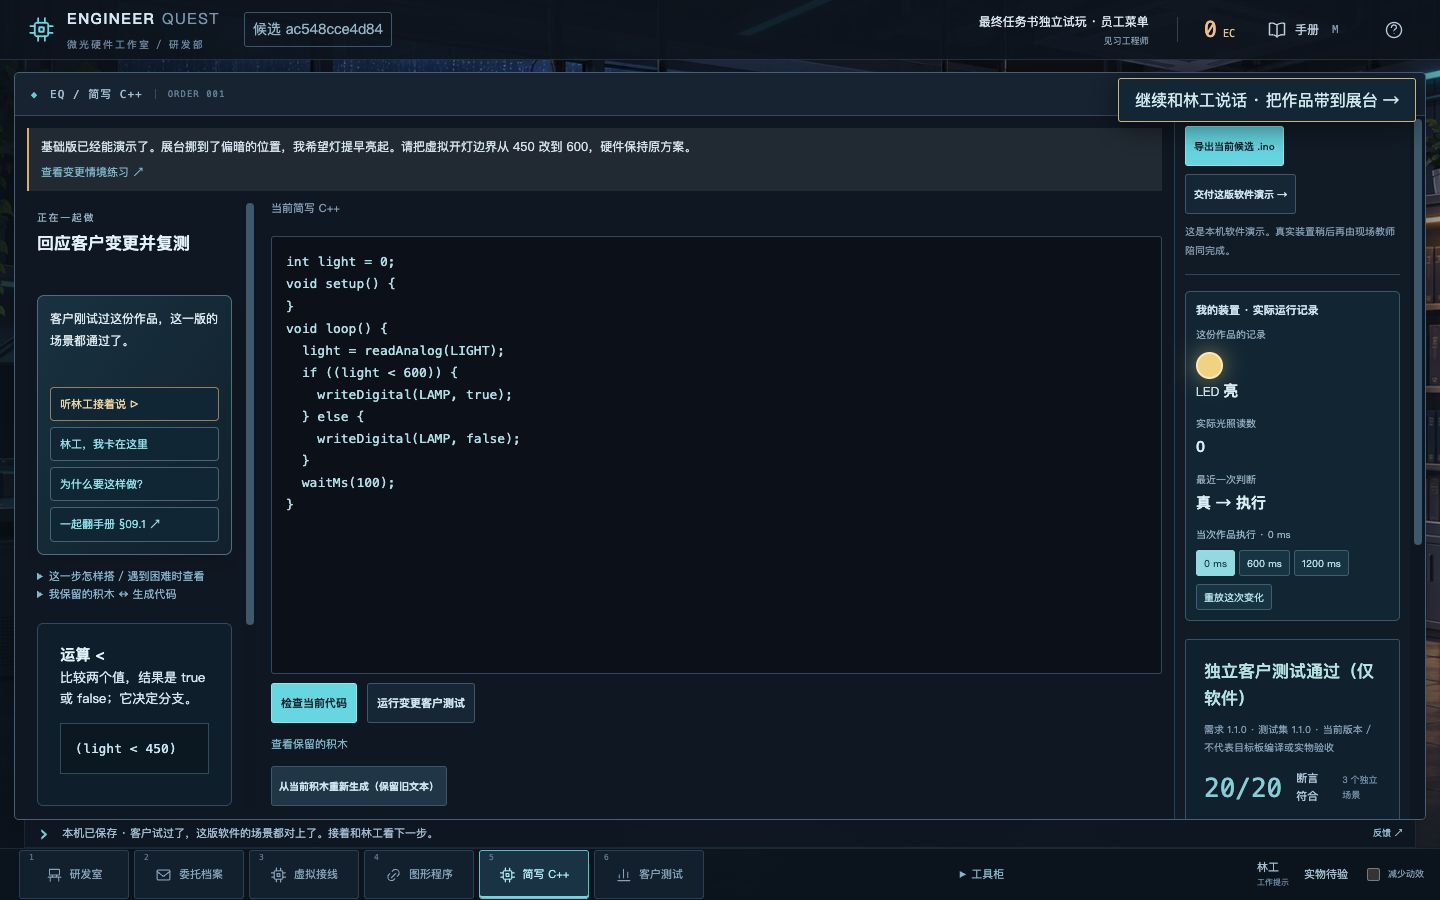 ENGINEER QUEST
微光硬件工作室 / 研发部
候选 ac548cce4d84
最终任务书独立试玩 · 员工菜单
见习工程师
0 EC
手册 M
EQ / 简写 C++
ORDER 001
继续和林工说话 · 把作品带到展台 →
基础版已经能演示了。展台挪到了偏暗的位置，我希望灯提早亮起。请把虚拟开灯边界从 450 改到 600，硬件保持原方案。
查看变更情境练习 ↗
正在一起做
回应客户变更并复测
客户刚试过这份作品，这一版的
场景都通过了。
听林工接着说 ▷
林工，我卡在这里
为什么要这样做?
一起翻手册 §09.1 ↗
▶ 这一步怎样搭 / 遇到困难时查看
▶ 我保留的积木 ↔ 生成代码
运算 <
比较两个值，结果是 true
或 false；它决定分支。
(light < 450)
当前简写 C++
int light = 0;
void setup() {
}
void loop() {
light = readAnalog(LIGHT);
if ((light < 600)) {
writeDigital(LAMP, true);
} else {
writeDigital(LAMP, false);
}
waitMs(100);
}
检查当前代码
运行变更客户测试
查看保留的积木
从当前积木重新生成（保留旧文本）
导出当前候选 .ino
交付这版软件演示 →
这是本机软件演示。真实装置稍后再由现场教师
陪同完成。
我的装置 · 实际运行记录
这份作品的记录
LED 亮
实际光照读数
0
最近一次判断
真 → 执行
当次作品执行 · 0 ms
0 ms
600 ms
1200 ms
重放这次变化
独立客户测试通过（仅
软件）
需求 1.1.0 · 测试集 1.1.0 · 当前版本 /
不代表目标板编译或实物验收
20/20
断言
符合
3 个独立
场景
本机已保存 · 客户试过了，这版软件的场景都对上了。接着和林工看下一步。
反馈 ↗
1 研发室
2 委托档案
3 虚拟接线
4 图形程序
5 简写 C++
6 客户测试
▶ 工具柜
林工
工作提示
实物待验
减少动效